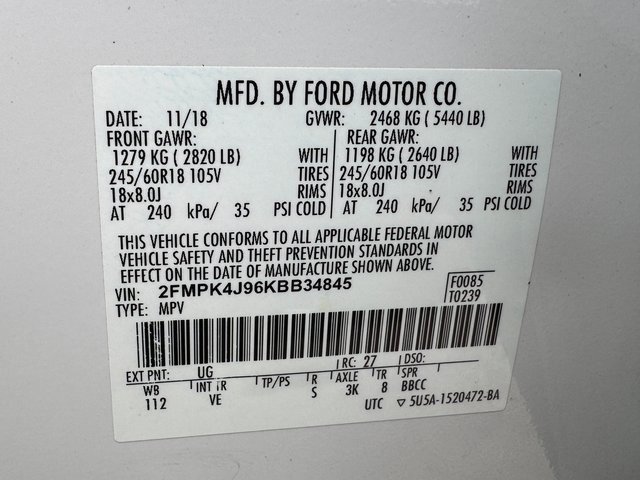 MFD. BY FORD MOTOR CO.
DATE: 11/18 GVWR: 2468 KG ( 5440 LB)
FRONT GAWR: REAR GAWR:
1279 KG ( 2820 LB) WITH 1198 KG ( 2640 LB) WITH
245/60R18 105V TIRES 245/60R18 105V TIRES
18x8.0J RIMS 18x8.0J RIMS
AT 240 kPa/ 35 PSI COLD AT 240 kPa/ 35 PSI COLD
THIS VEHICLE CONFORMS TO ALL APPLICABLE FEDERAL MOTOR
VEHICLE SAFETY AND THEFT PREVENTION STANDARDS IN
EFFECT ON THE DATE OF MANUFACTURE SHOWN ABOVE.
VIN: 2FMPK4J96KBB34845 F0085
TYPE: MPV T0239
EXT PNT: UG RC: 27 DSO:
WB INT TR TP/PS R AXLE TR SPR
112 VE S 3K 8 BBCC
UTC ▽ 5U5A-1520472-BA